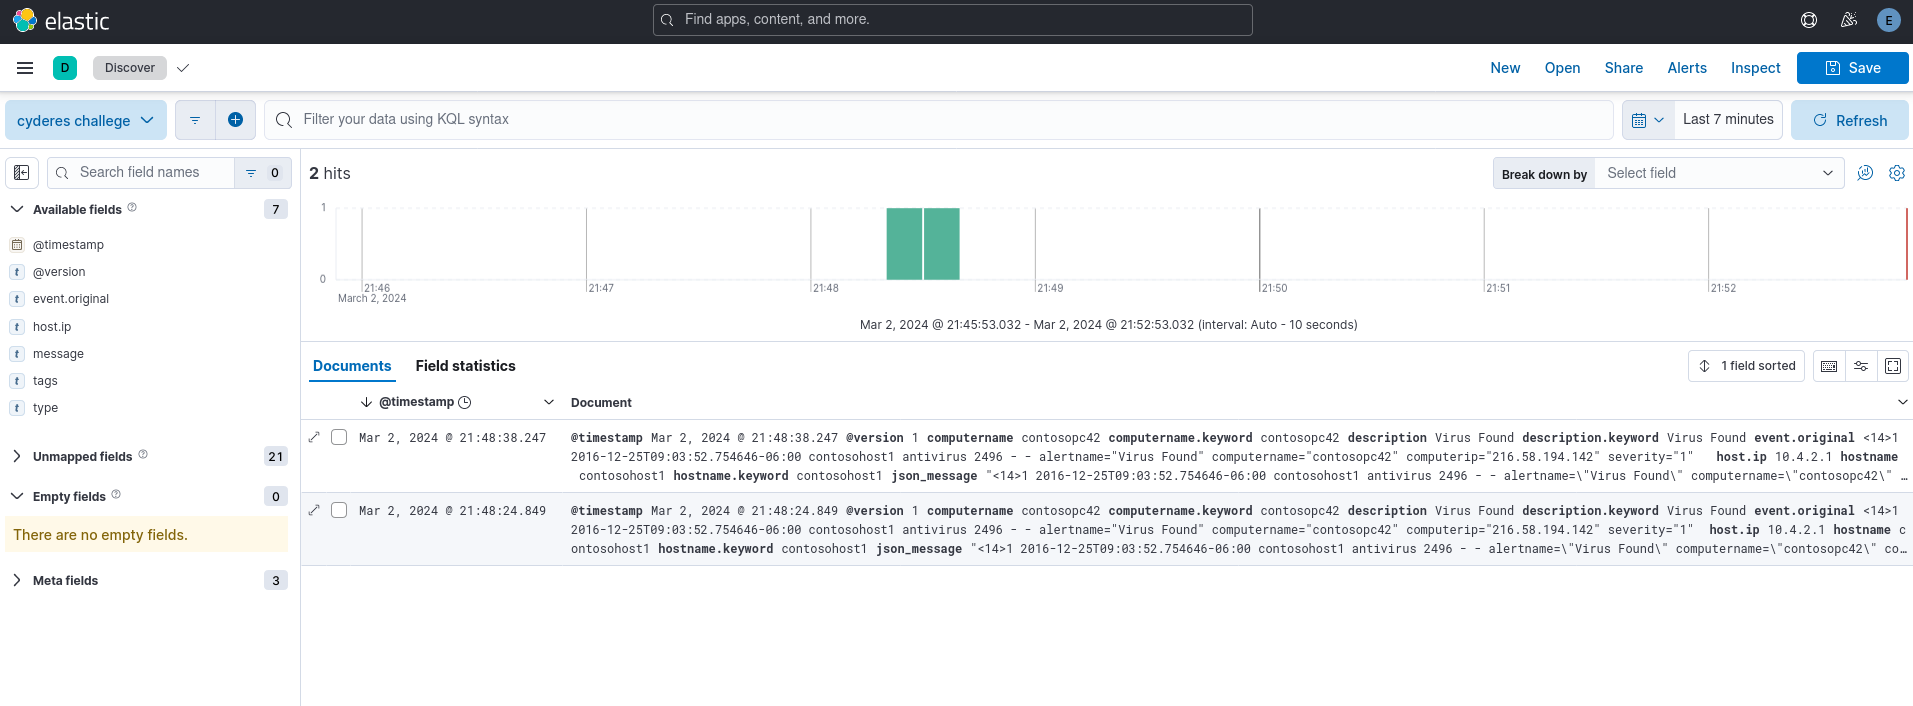 elastic
Find apps, content, and more.
E
D
Discover
New
Open
Share
Alerts
Inspect
Save
cyderes challege
Filter your data using KQL syntax
Last 7 minutes
Refresh
Search field names
0
Available fields
7
@timestamp
@version
event.original
host.ip
message
tags
type
Unmapped fields
21
Empty fields
0
There are no empty fields.
Meta fields
3
2 hits
Break down by
Select field
1
0
21:46
21:47
21:48
21:49
21:50
21:51
21:52
March 2, 2024
Mar 2, 2024 @ 21:45:53.032 - Mar 2, 2024 @ 21:52:53.032 (interval: Auto - 10 seconds)
Documents
Field statistics
1 field sorted
@timestamp
Document
Mar 2, 2024 @ 21:48:38.247
@timestamp Mar 2, 2024 @ 21:48:38.247 @version 1 computername contosopc42 computername.keyword contosopc42 description Virus Found description.keyword Virus Found event.original <14>1
2016-12-25T09:03:52.754646-06:00 contosohost1 antivirus 2496 - - alertname="Virus Found" computername="contosopc42" computerip="216.58.194.142" severity="1" host.ip 10.4.2.1 hostname
contosohost1 hostname.keyword contosohost1 json_message "<14>1 2016-12-25T09:03:52.754646-06:00 contosohost1 antivirus 2496 - - alertname=\"Virus Found\" computername=\"contosopc42\" …
Mar 2, 2024 @ 21:48:24.849
@timestamp Mar 2, 2024 @ 21:48:24.849 @version 1 computername contosopc42 computername.keyword contosopc42 description Virus Found description.keyword Virus Found event.original <14>1
2016-12-25T09:03:52.754646-06:00 contosohost1 antivirus 2496 - - alertname="Virus Found" computername="contosopc42" computerip="216.58.194.142" severity="1" host.ip 10.4.2.1 hostname c
ontosohost1 hostname.keyword contosohost1 json_message "<14>1 2016-12-25T09:03:52.754646-06:00 contosohost1 antivirus 2496 - - alertname=\"Virus Found\" computername=\"contosopc42\" co…